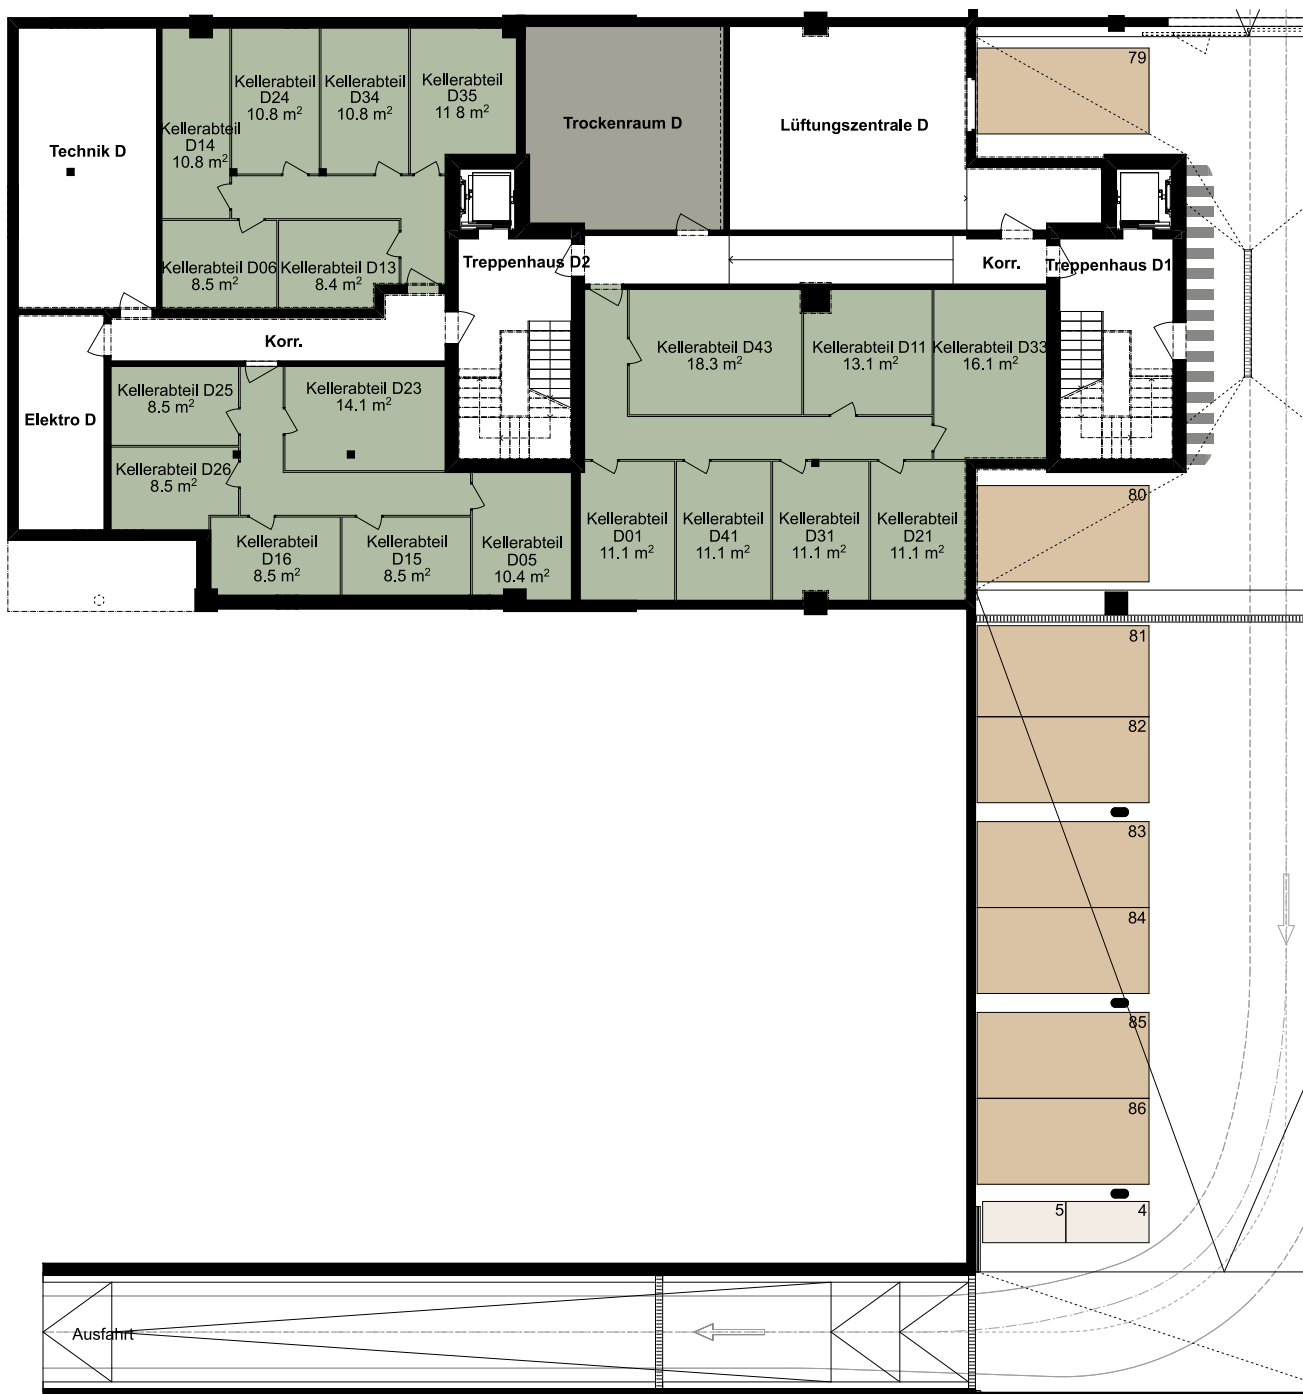 79
Kellerabteil
D24
10.8 m²
Kellerabteil
D34
10.8 m²
Kellerabteil
D35
11 8 m²
Kellerabteil
D14
10.8 m²
Technik D
Trockenraum D
Lüftungszentrale D
Kellerabteil D06
8.5 m²
Kellerabteil D13
8.4 m²
Treppenhaus D2
Korr.
Treppenhaus D1
Korr.
Kellerabteil D43
18.3 m²
Kellerabteil D11
13.1 m²
Kellerabteil D33
16.1 m²
Kellerabteil D25
8.5 m²
Kellerabteil D23
14.1 m²
Elektro D
Kellerabteil D26
8.5 m²
80
Kellerabteil
D16
8.5 m²
Kellerabteil
D15
8.5 m²
Kellerabteil
D05
10.4 m²
Kellerabteil
D01
11.1 m²
Kellerabteil
D41
11.1 m²
Kellerabteil
D31
11.1 m²
Kellerabteil
D21
11.1 m²
81
82
83
84
85
86
5
4
Ausfahrt